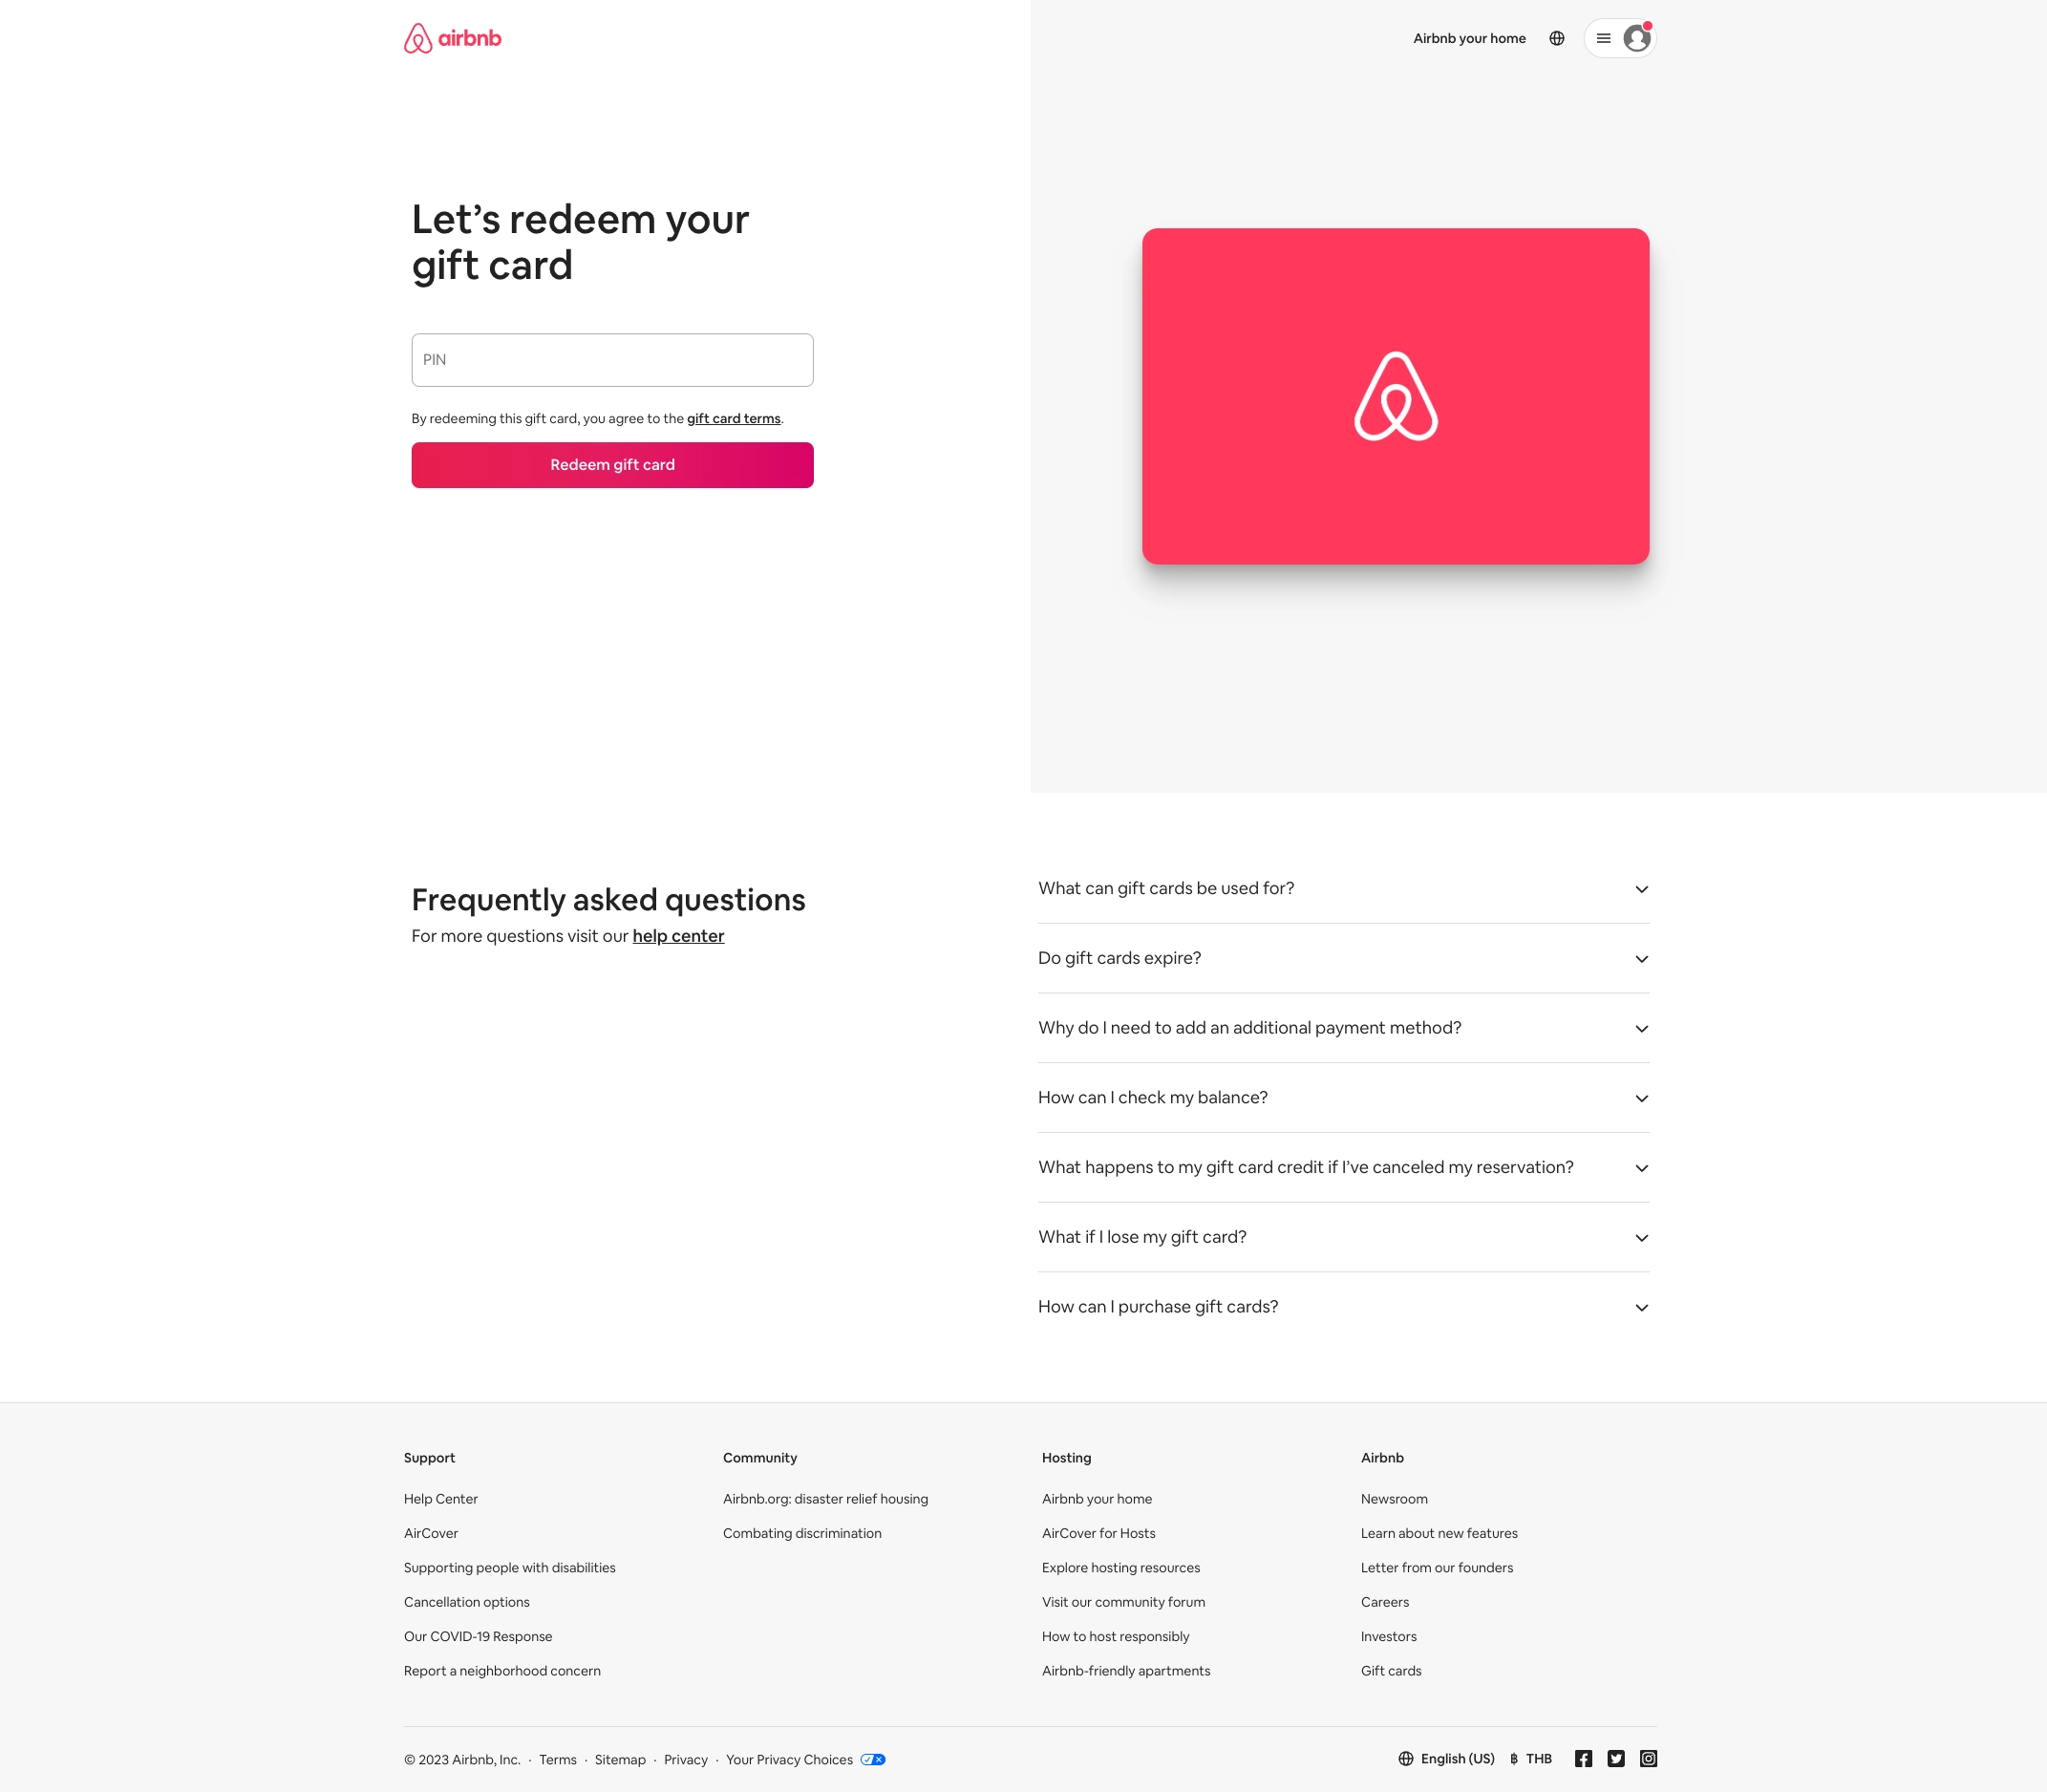 airbnb
Airbnb your home
Let’s redeem your
gift card
PIN
By redeeming this gift card, you agree to the gift card terms.
Redeem gift card
Frequently asked questions
For more questions visit our help center
What can gift cards be used for?
Do gift cards expire?
Why do I need to add an additional payment method?
How can I check my balance?
What happens to my gift card credit if I’ve canceled my reservation?
What if I lose my gift card?
How can I purchase gift cards?
Support
Help Center
AirCover
Supporting people with disabilities
Cancellation options
Our COVID-19 Response
Report a neighborhood concern
Community
Airbnb.org: disaster relief housing
Combating discrimination
Hosting
Airbnb your home
AirCover for Hosts
Explore hosting resources
Visit our community forum
How to host responsibly
Airbnb-friendly apartments
Airbnb
Newsroom
Learn about new features
Letter from our founders
Careers
Investors
Gift cards
© 2023 Airbnb, Inc. · Terms · Sitemap · Privacy · Your Privacy Choices
English (US) ฿ THB